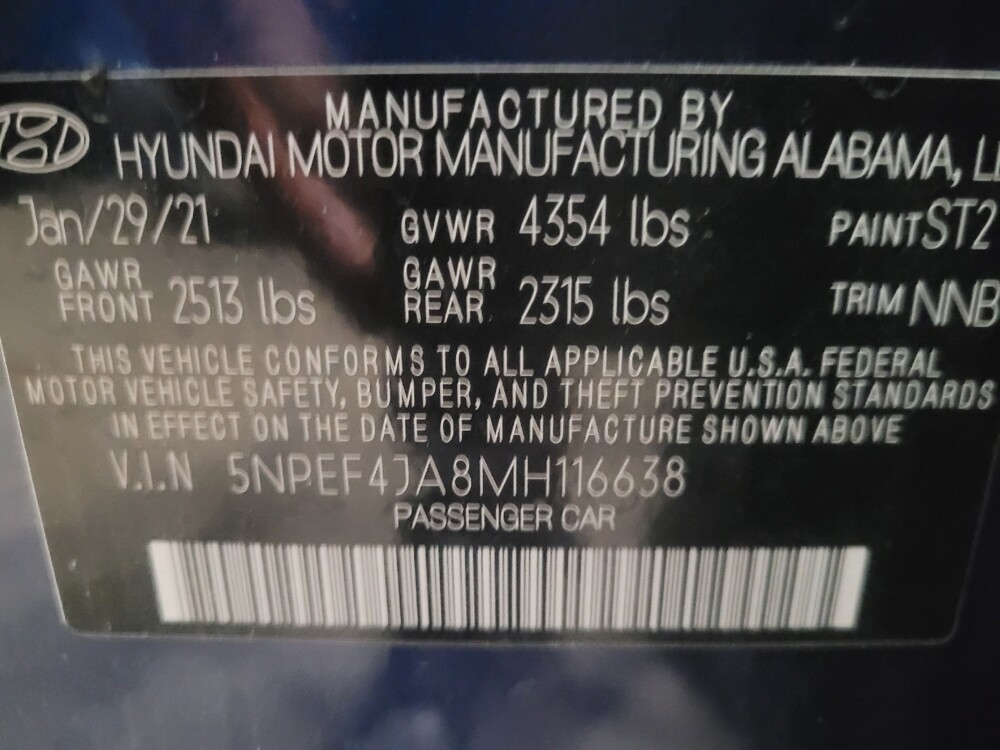 MANUFACTURED BY
HYUNDAI MOTOR MANUFACTURING ALABAMA,
Jan/29/21 GVWR 4354 lbs PAINT ST2
GAWR FRONT 2513 lbs GAWR REAR 2315 lbs TRIM NNB
THIS VEHICLE CONFORMS TO ALL APPLICABLE U.S.A. FEDERAL
MOTOR VEHICLE SAFETY, BUMPER, AND THEFT PREVENTION STANDARDS
IN EFFECT ON THE DATE OF MANUFACTURE SHOWN ABOVE
V.I.N 5NPEF4JA8MH116638
PASSENGER CAR